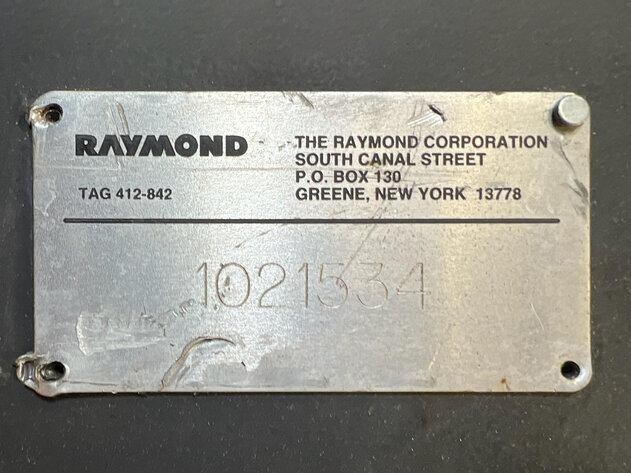 RAYMOND
TAG 412-842
THE RAYMOND CORPORATION
SOUTH CANAL STREET
P.O. BOX 130
GREENE, NEW YORK 13778
1021534